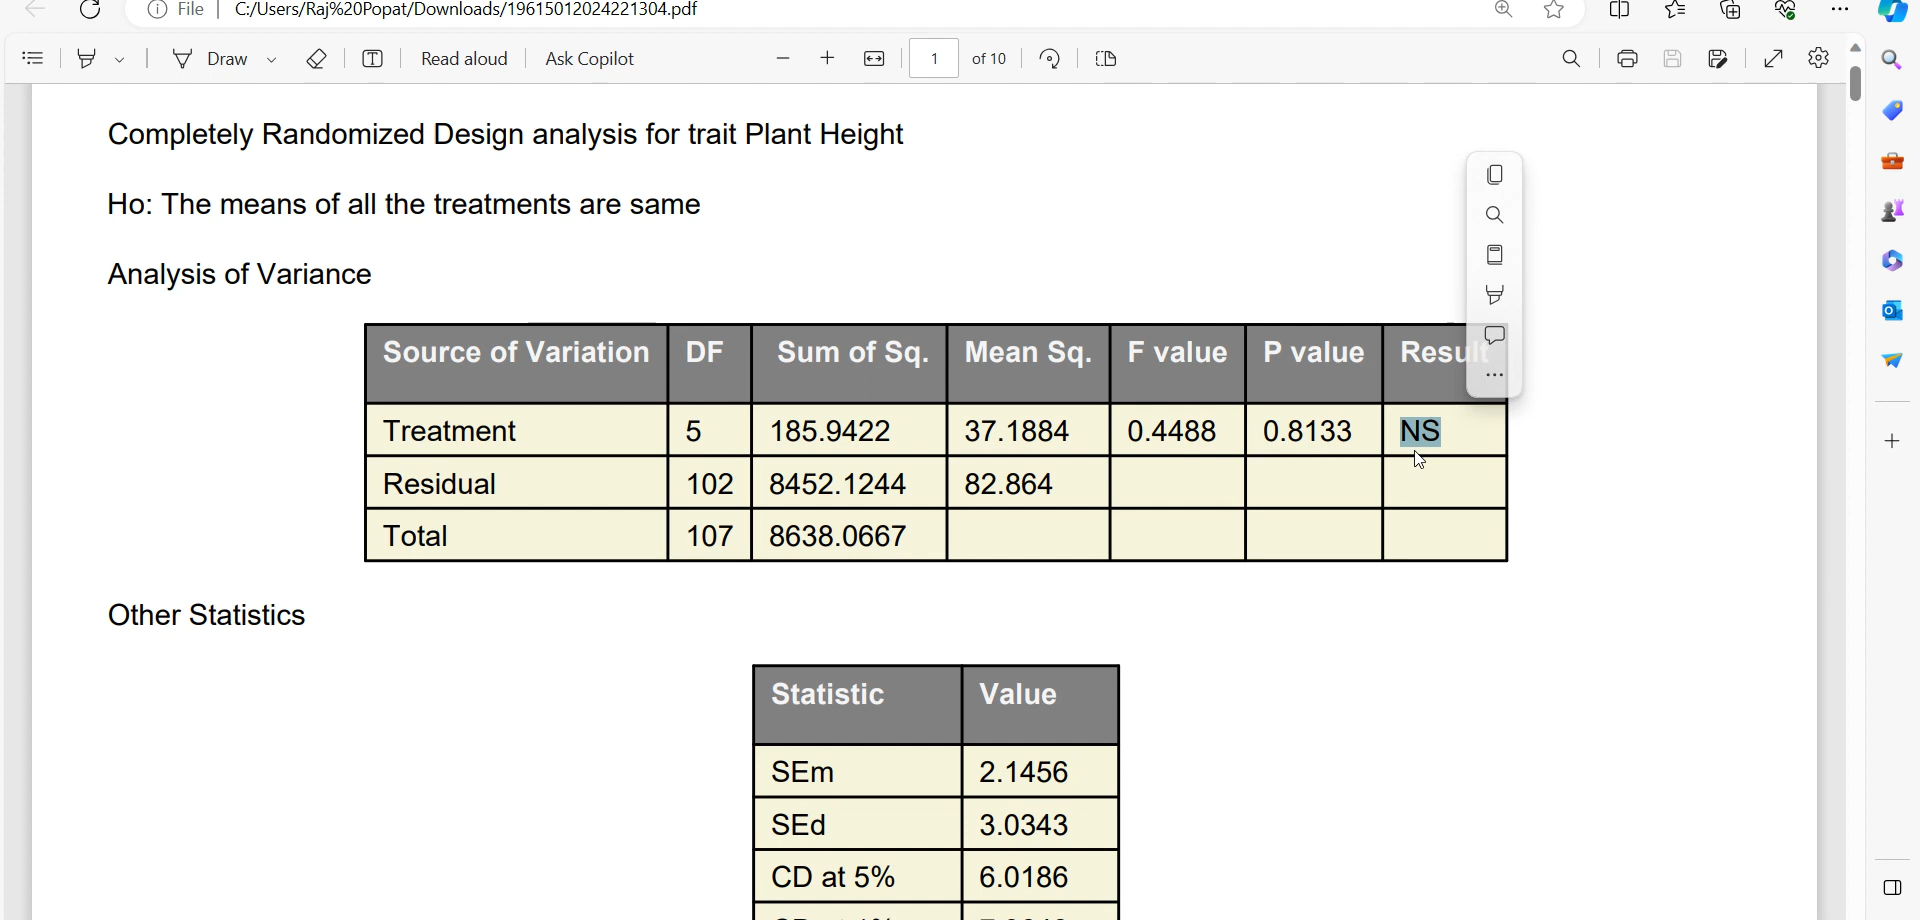 File | C:/Users/Raj%20Popat/Downloads/19615012024221304.pdf
Draw Read aloud Ask Copilot 1 of 10
Completely Randomized Design analysis for trait Plant Height
Ho: The means of all the treatments are same
Analysis of Variance
Source of Variation DF Sum of Sq. Mean Sq. F value P value Result
Treatment 5 185.9422 37.1884 0.4488 0.8133 NS
Residual 102 8452.1244 82.864
Total 107 8638.0667
Other Statistics
Statistic Value
SEm 2.1456
SEd 3.0343
CD at 5% 6.0186